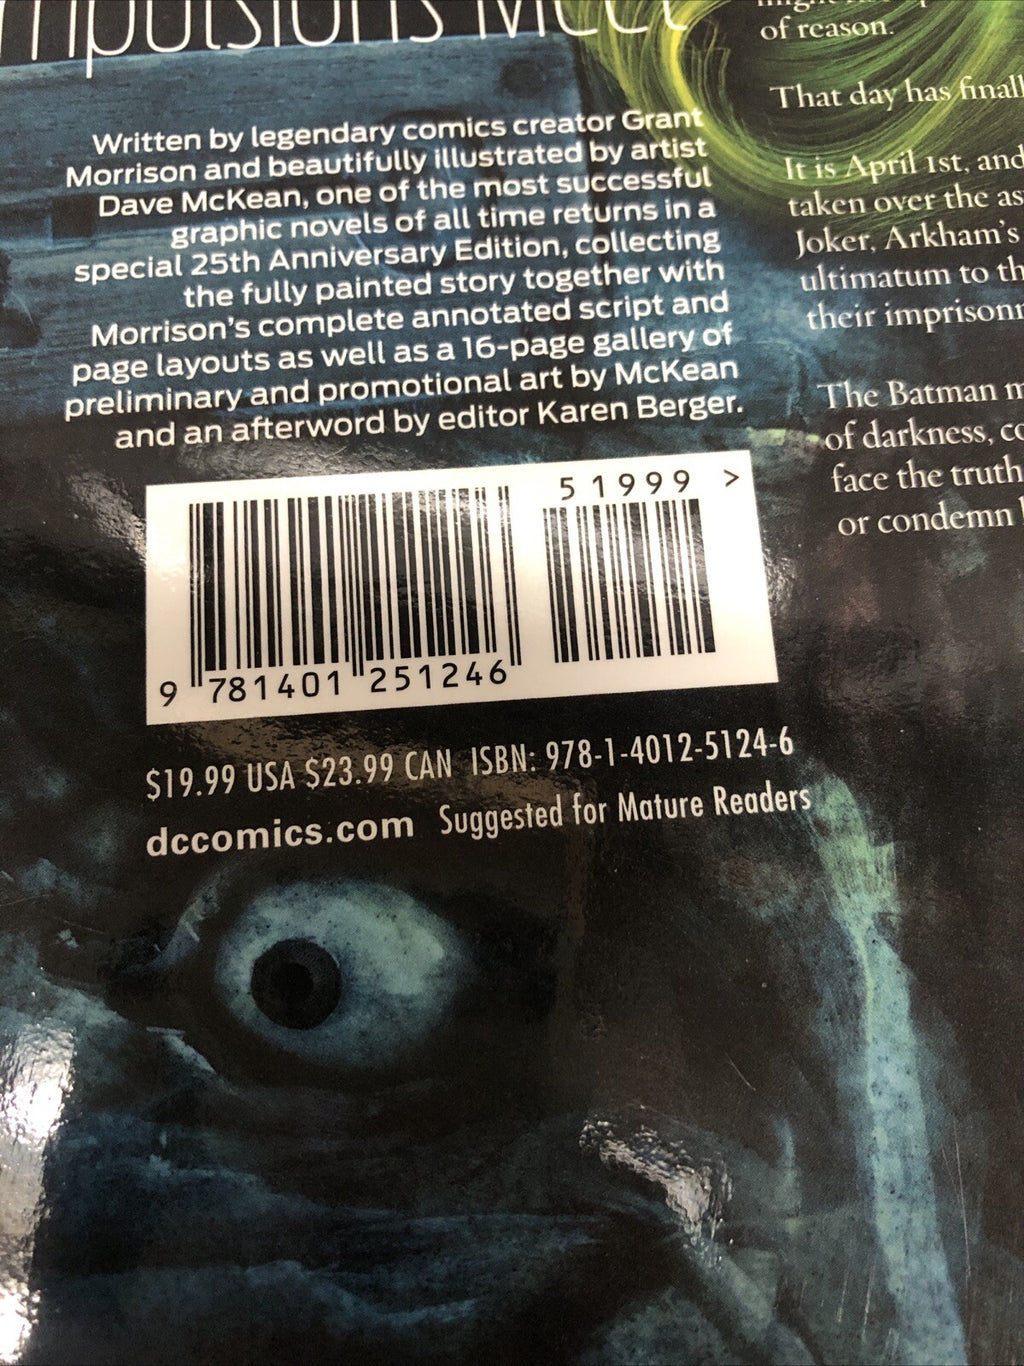 mpulsions Meet
Written by legendary comics creator Grant
Morrison and beautifully illustrated by artist
Dave McKean, one of the most successful
graphic novels of all time returns in a
special 25th Anniversary Edition, collecting
the fully painted story together with
Morrison's complete annotated script and
page layouts as well as a 16-page gallery of
preliminary and promotional art by McKean
and an afterword by editor Karen Berger.
of reason.
That day has finall
It is April 1st, and
taken over the as
Joker, Arkham's
ultimatum to th
their imprisonm
The Batman m
of darkness, co
face the truth
or condemn
51999 >
9 781401 251246
$19.99 USA $23.99 CAN ISBN: 978-1-4012-5124-6
dccomics.com Suggested for Mature Readers